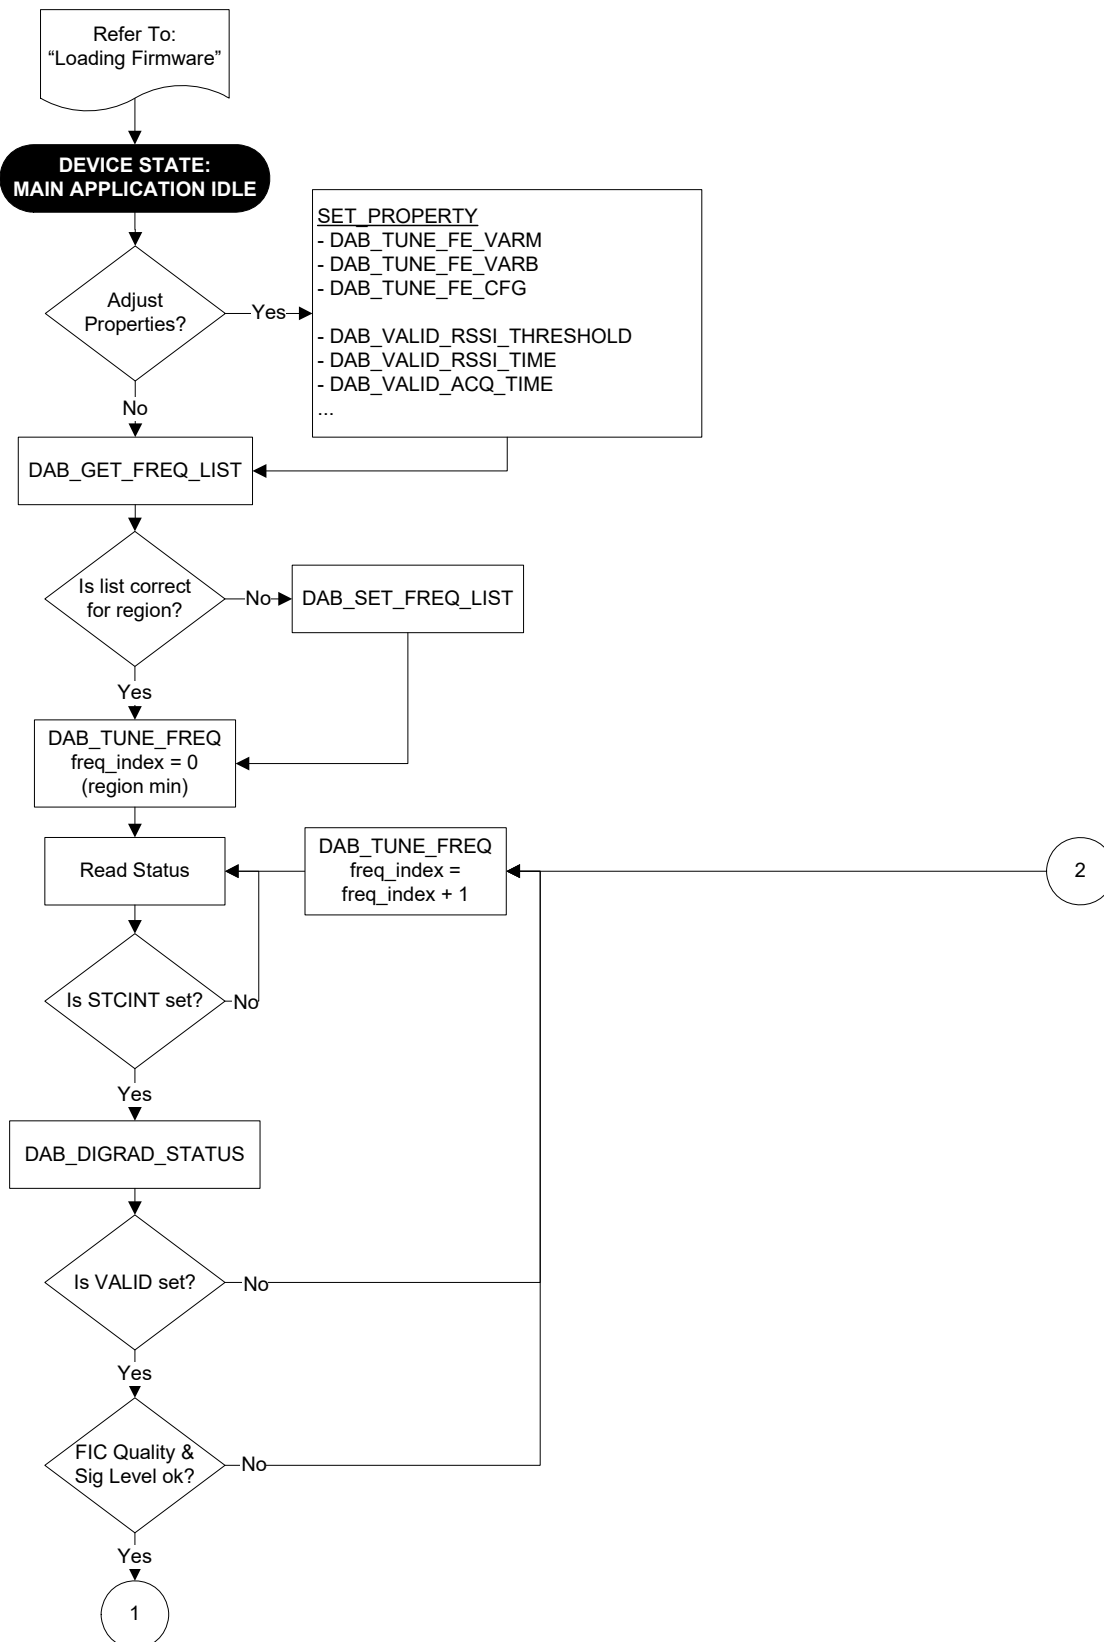 Refer To:
“Loading Firmware”
DEVICE STATE:
MAIN APPLICATION IDLE
Adjust
Properties?
Yes
SET_PROPERTY
- DAB_TUNE_FE_VARM
- DAB_TUNE_FE_VARB
- DAB_TUNE_FE_CFG
- DAB_VALID_RSSI_THRESHOLD
- DAB_VALID_RSSI_TIME
- DAB_VALID_ACQ_TIME
...
No
DAB_GET_FREQ_LIST
Is list correct
for region?
No
DAB_SET_FREQ_LIST
Yes
DAB_TUNE_FREQ
freq_index = 0
(region min)
Read Status
DAB_TUNE_FREQ
freq_index =
freq_index + 1
2
Is STCINT set?
No
Yes
DAB_DIGRAD_STATUS
Is VALID set?
No
Yes
FIC Quality &
Sig Level ok?
No
Yes
1